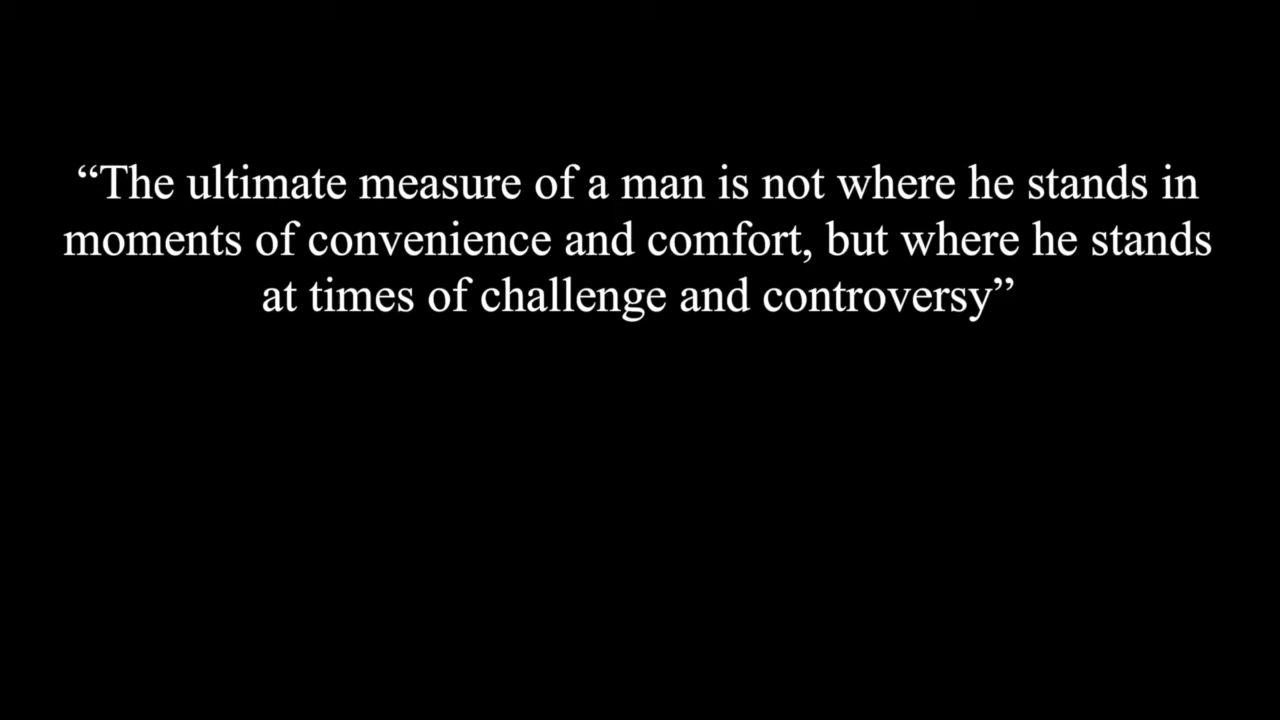 “The ultimate measure of a man is not where he stands in
moments of convenience and comfort, but where he stands
at times of challenge and controversy”